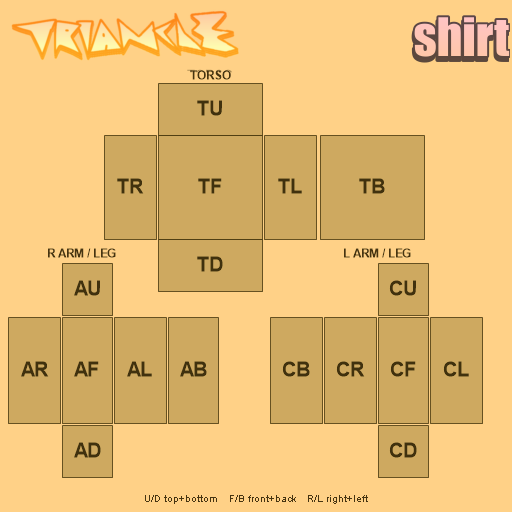 TRIANGLE
shirt
TORSO
TU
TR TF TL TB
TD
R ARM / LEG L ARM / LEG
AU CU
AR AF AL AB CB CR CF CL
AD CD
U/D top+bottom F/B front+back R/L right+left